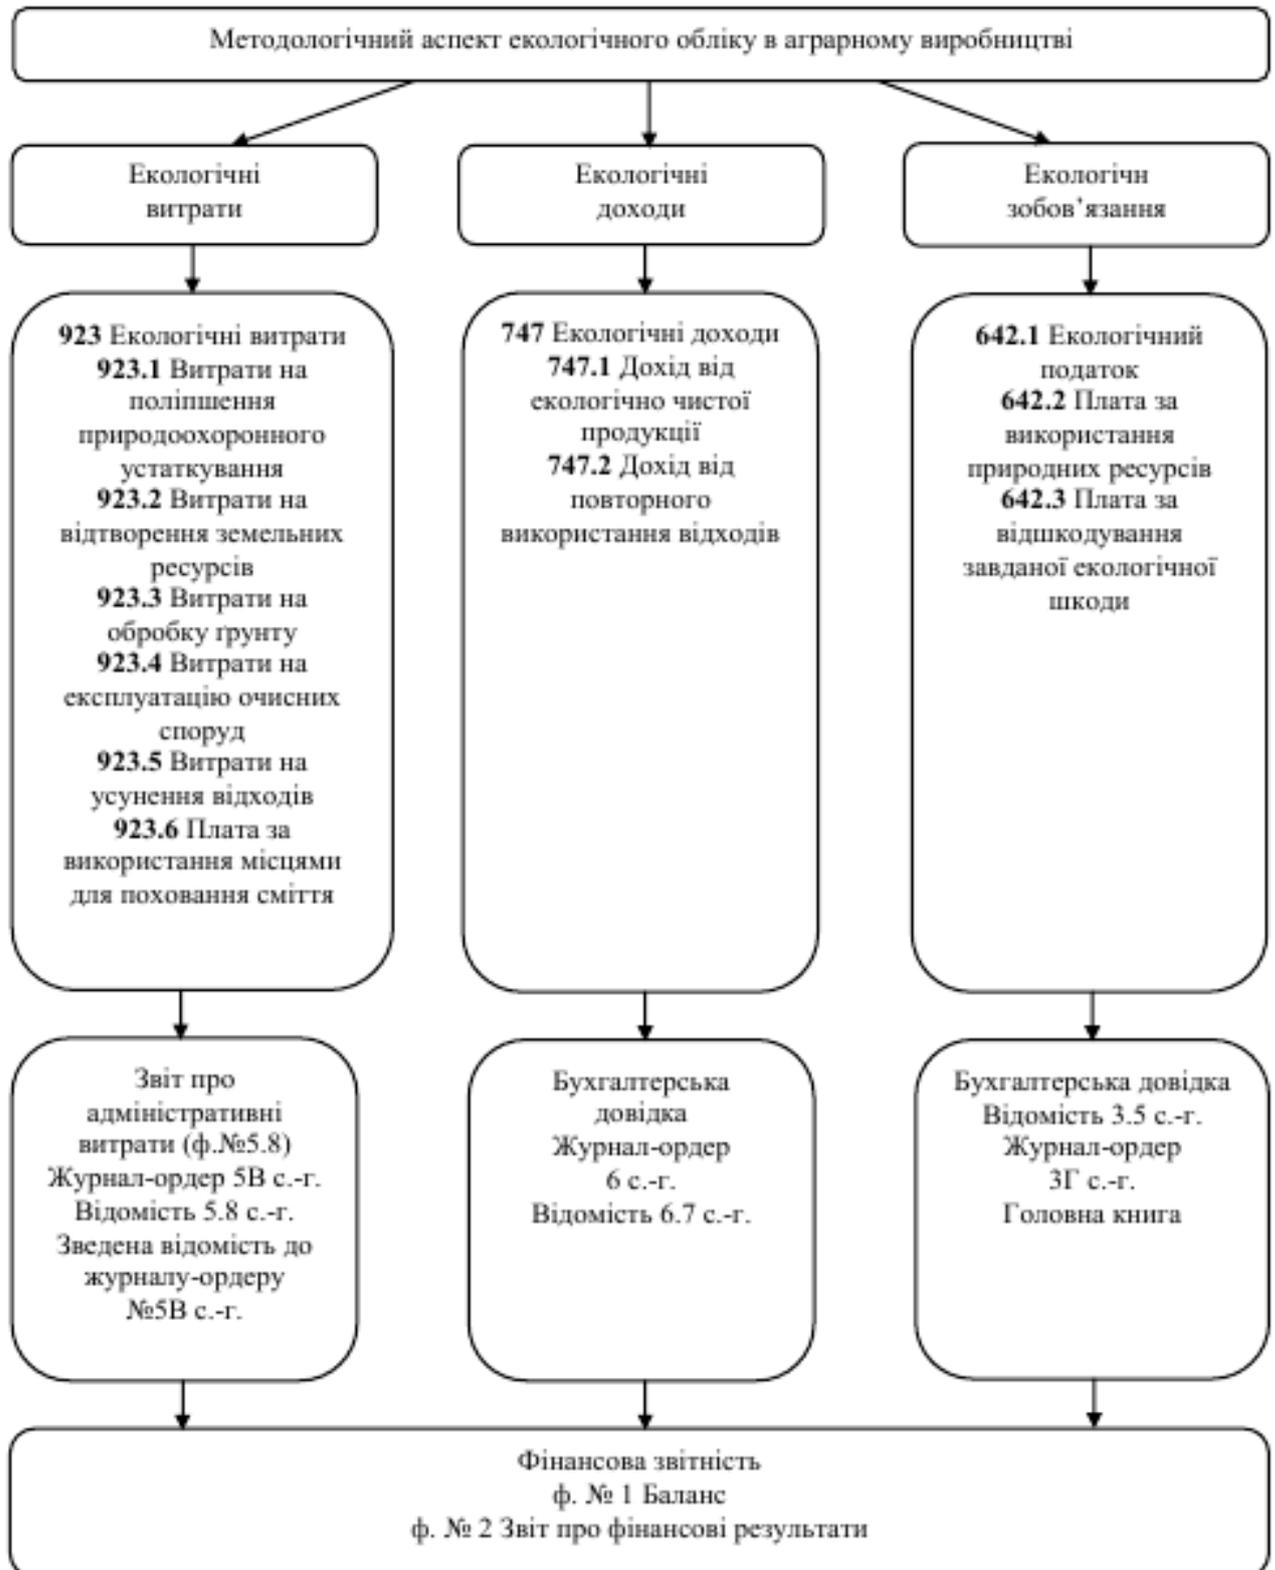 Методологічний аспект екологічного обліку в аграрному виробництві
Екологічні
витрати
Екологічні
доходи
Екологічн
зобов’язання
923 Екологічні витрати
923.1 Витрати на
поліпшення
природоохоронного
устаткування
923.2 Витрати на
відтворення земельних
ресурсів
923.3 Витрати на
обробку ґрунту
923.4 Витрати на
експлуатацію очисних
споруд
923.5 Витрати на
усунення відходів
923.6 Плата за
використання місцями
для поховання сміття
747 Екологічні доходи
747.1 Дохід від
екологічно чистої
продукції
747.2 Дохід від
повторного
використання відходів
642.1 Екологічний
податок
642.2 Плата за
використання
природних ресурсів
642.3 Плата за
відшкодування
завданої екологічної
шкоди
Звіт про
адміністративні
витрати (ф.№5.8)
Журнал-ордер 5В с.-г.
Відомість 5.8 с.-г.
Зведена відомість до
журналу-ордеру
№5В с.-г.
Бухгалтерська
довідка
Журнал-ордер
6 с.-г.
Відомість 6.7 с.-г.
Бухгалтерська довідка
Відомість 3.5 с.-г.
Журнал-ордер
3Г с.-г.
Головна книга
Фінансова звітність
ф. № 1 Баланс
ф. № 2 Звіт про фінансові результати